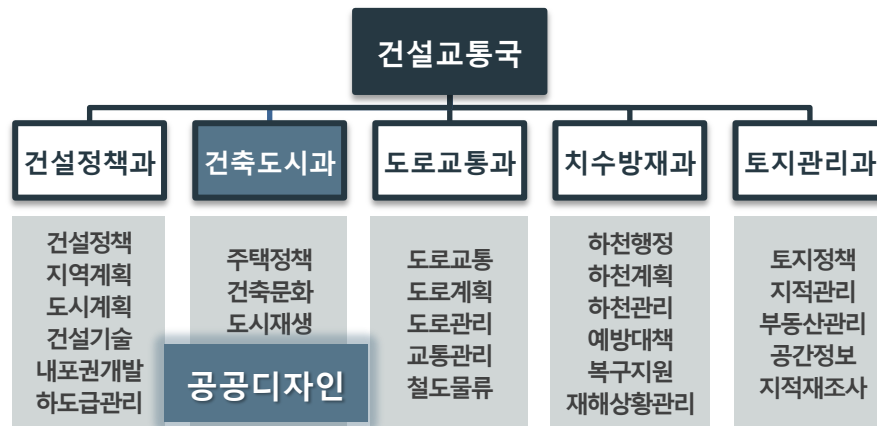 건설교통국
건설정책과
건축도시과
도로교통과
치수방재과
토지관리과
건설정책
지역계획
도시계획
건설기술
내포권개발
하도급관리
주택정책
건축문화
도시재생
공공디자인
도로교통
도로계획
도로관리
교통관리
철도물류
하천행정
하천계획
하천관리
예방대책
복구지원
재해상황관리
토지정책
지적관리
부동산관리
공간정보
지적재조사